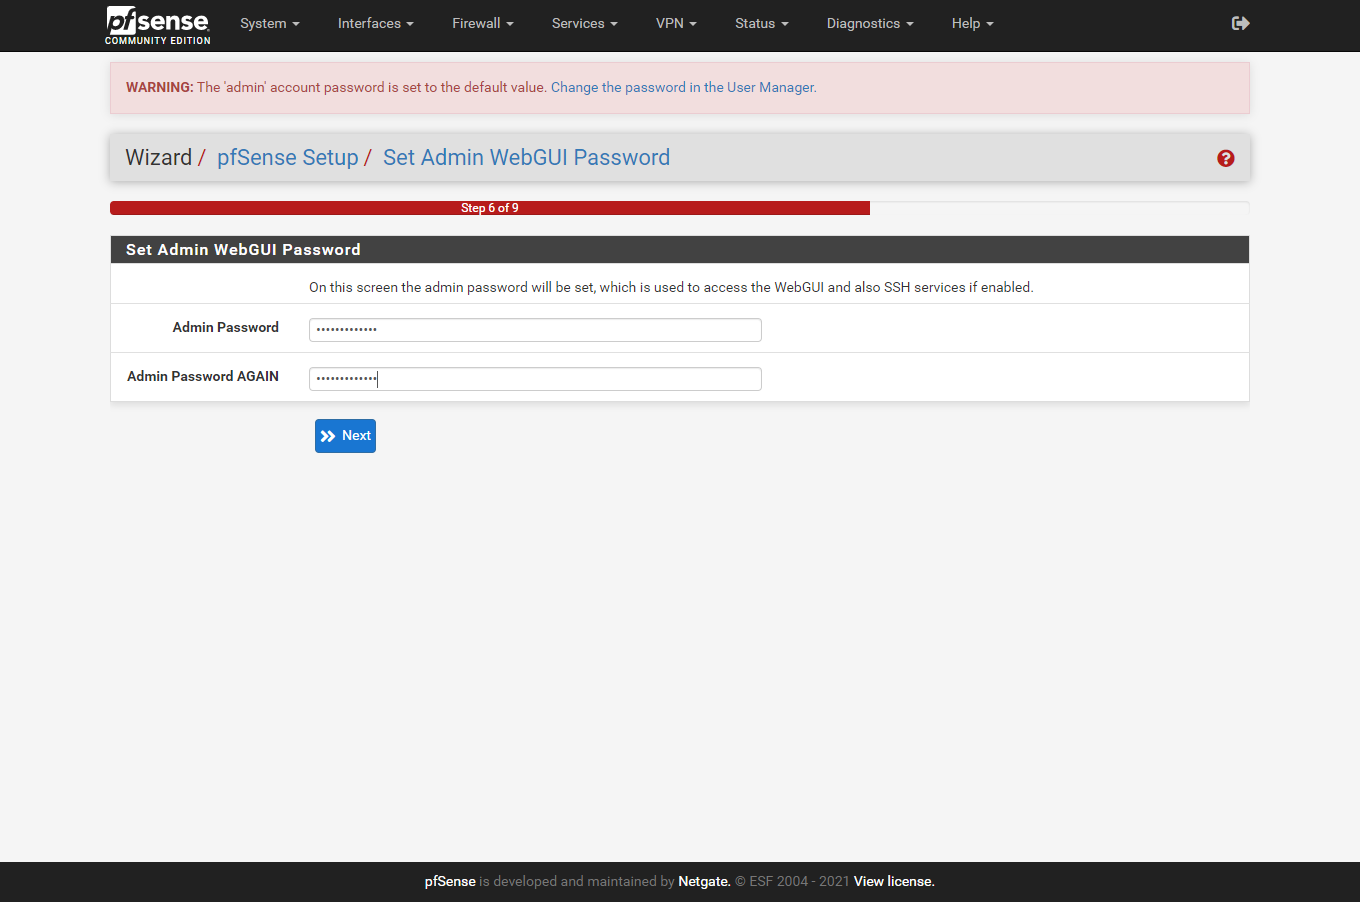 pfsense
COMMUNITY EDITION
System Interfaces Firewall Services VPN Status Diagnostics Help
WARNING: The 'admin' account password is set to the default value. Change the password in the User Manager.
Wizard / pfSense Setup / Set Admin WebGUI Password
Step 6 of 9
Set Admin WebGUI Password
On this screen the admin password will be set, which is used to access the WebGUI and also SSH services if enabled.
Admin Password •••••••••••••
Admin Password AGAIN •••••••••••••
Next
pfSense is developed and maintained by Netgate. © ESF 2004 - 2021 View license.